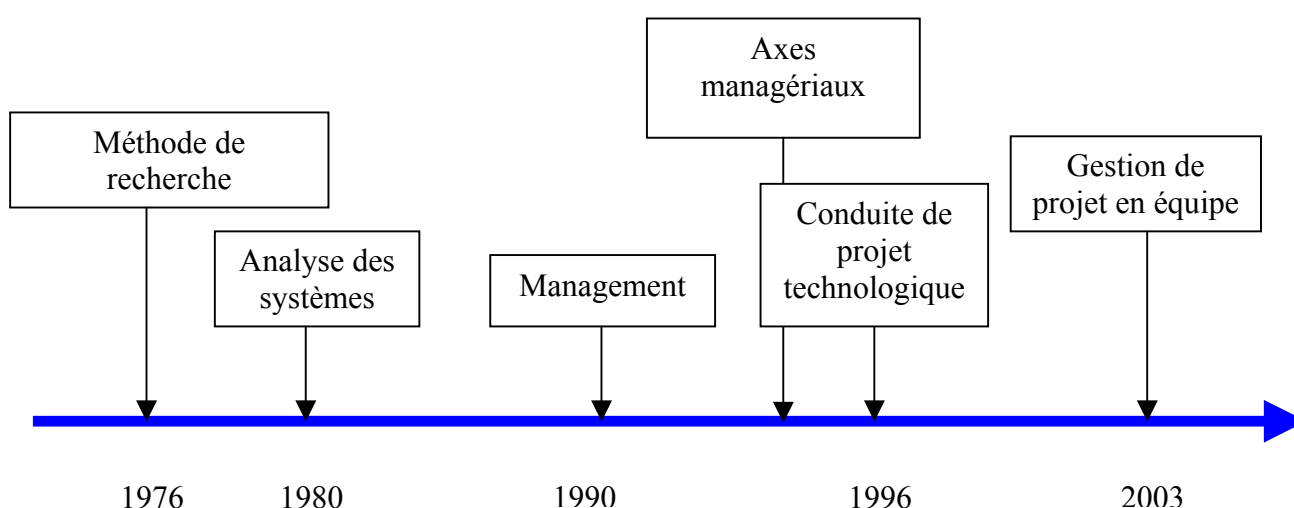 Axes
managériaux
Méthode de
recherche
Gestion de
projet en équipe
Conduite de
projet
technologique
Analyse des
systèmes
Management
1976
1980
1990
1996
2003